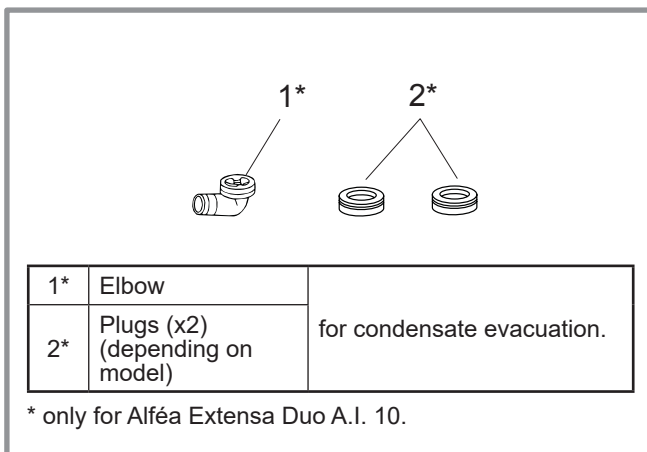 1* 2*
1* Elbow
2* Plugs (x2)
(depending on
model)
for condensate evacuation.
* only for Alféa Extensa Duo A.I. 10.